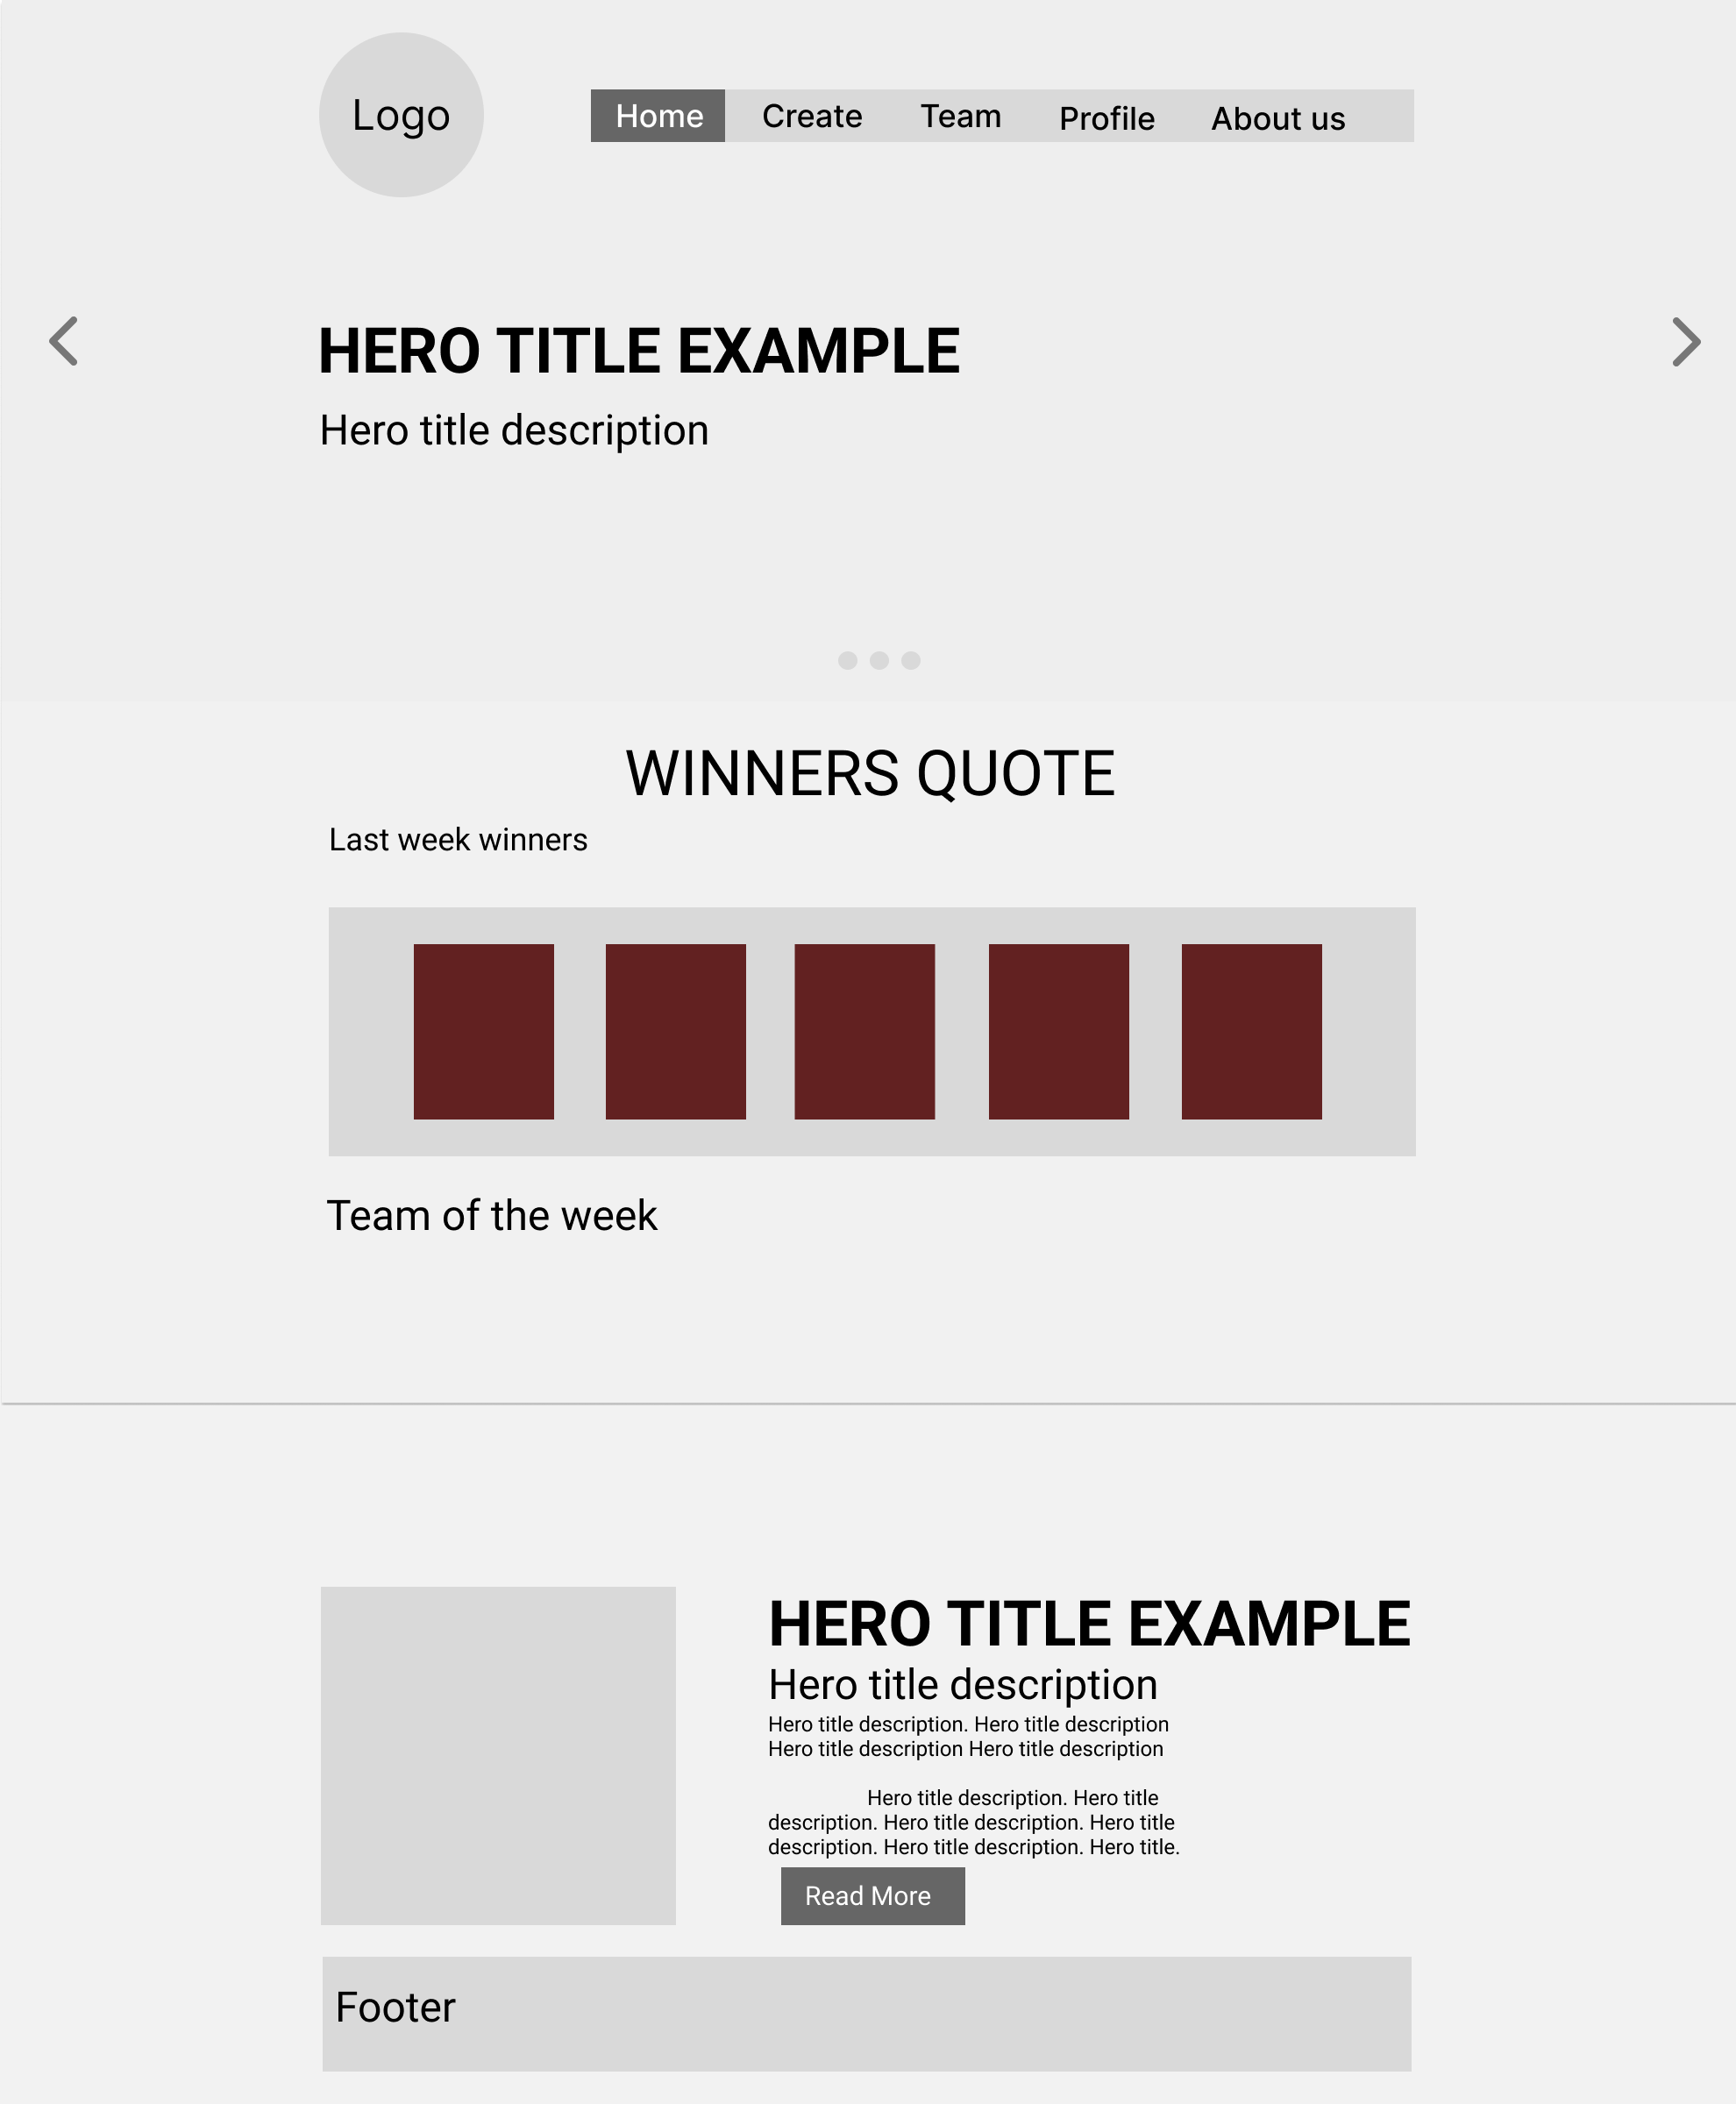 Logo
Home Create Team Profile About us
HERO TITLE EXAMPLE
Hero title description
WINNERS QUOTE
Last week winners
Team of the week
HERO TITLE EXAMPLE
Hero title description
Hero title description. Hero title description
Hero title description Hero title description
Hero title description. Hero title
description. Hero title description. Hero title
description. Hero title description. Hero title.
Read More
Footer